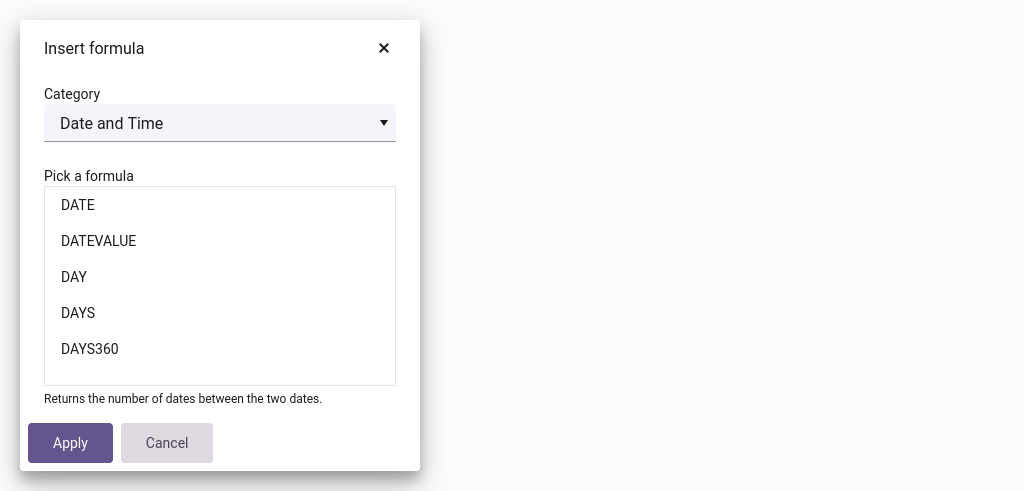 Insert formula
Category
Date and Time
Pick a formula
DATE
DATEVALUE
DAY
DAYS
DAYS360
Returns the number of dates between the two dates.
Apply
Cancel